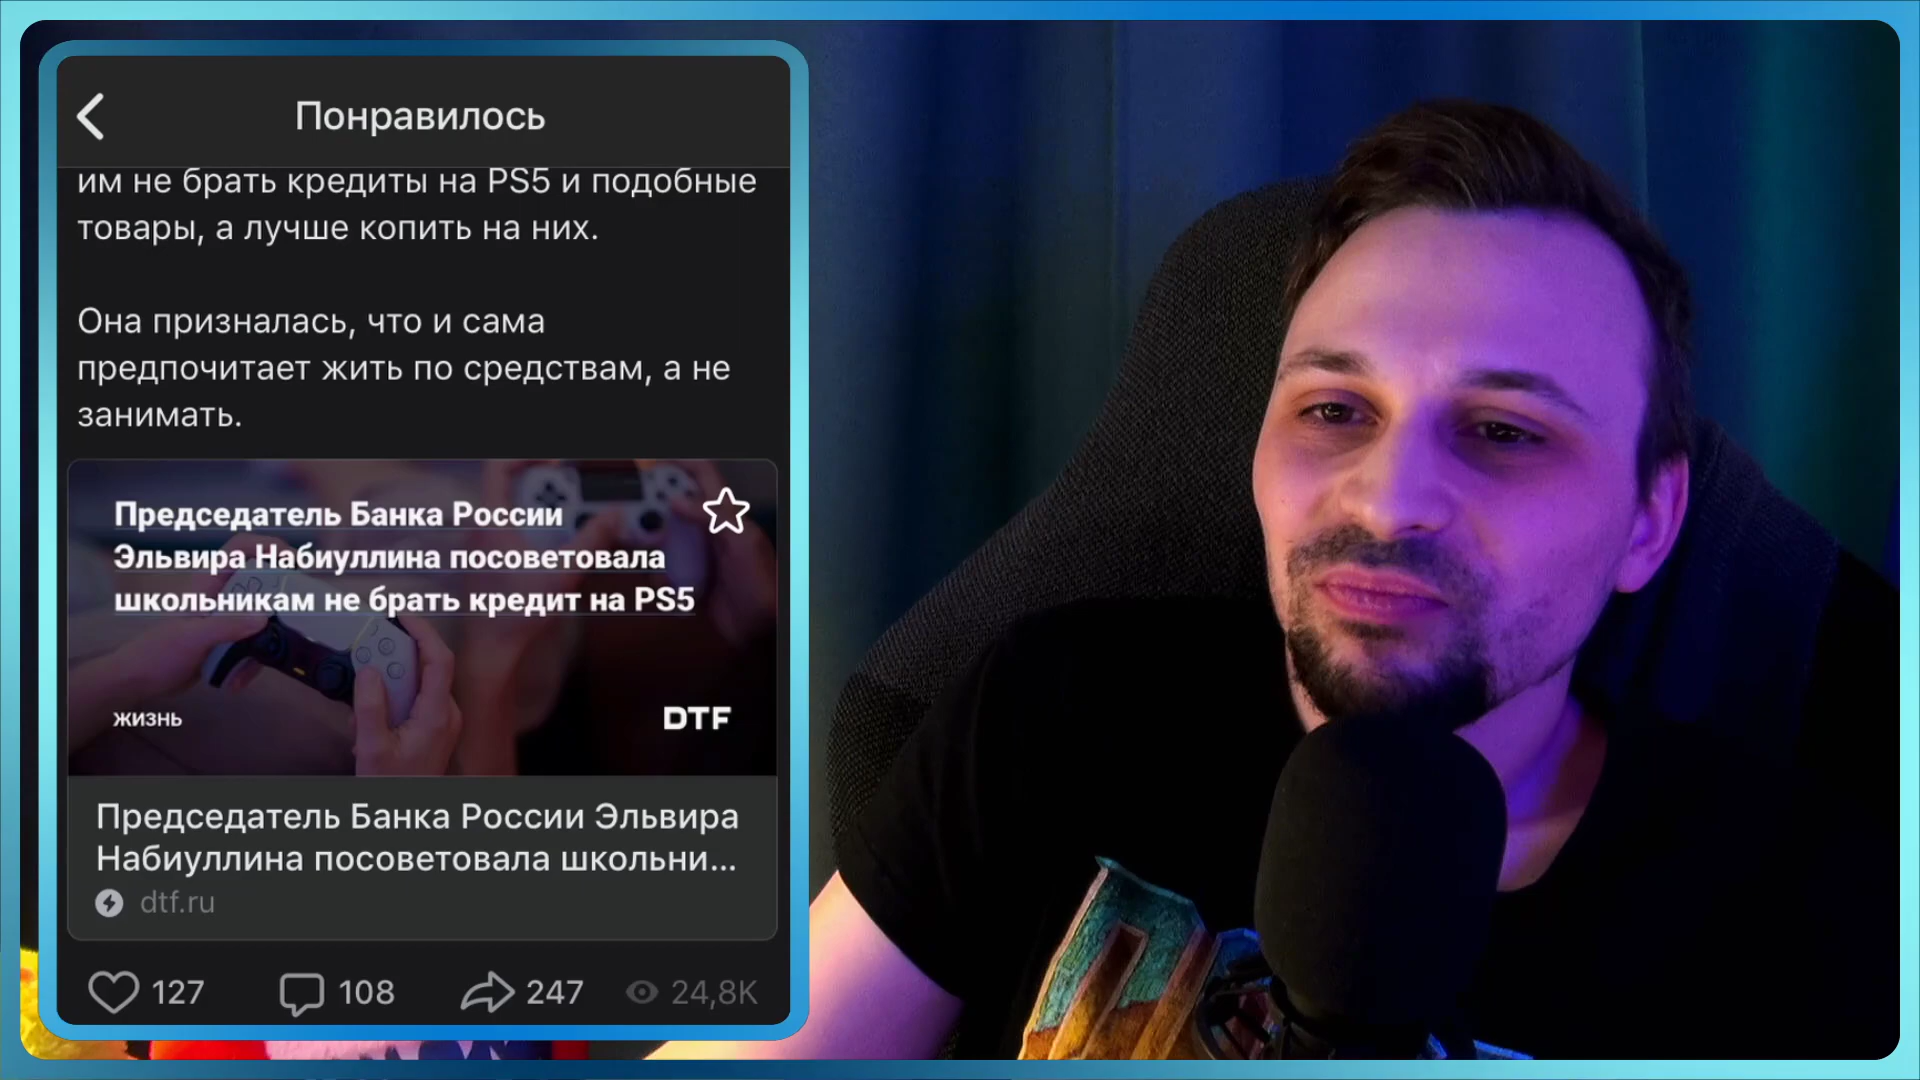 Понравилось
им не брать кредиты на PS5 и подобные
товары, а лучше копить на них.
Она призналась, что и сама
предпочитает жить по средствам, а не
занимать.
Председатель Банка России
Эльвира Набиуллина посоветовала
школьникам не брать кредит на PS5
жизнь
DTF
Председатель Банка России Эльвира
Набиуллина посоветовала школьни...
dtf.ru
127
108
247
24,8K